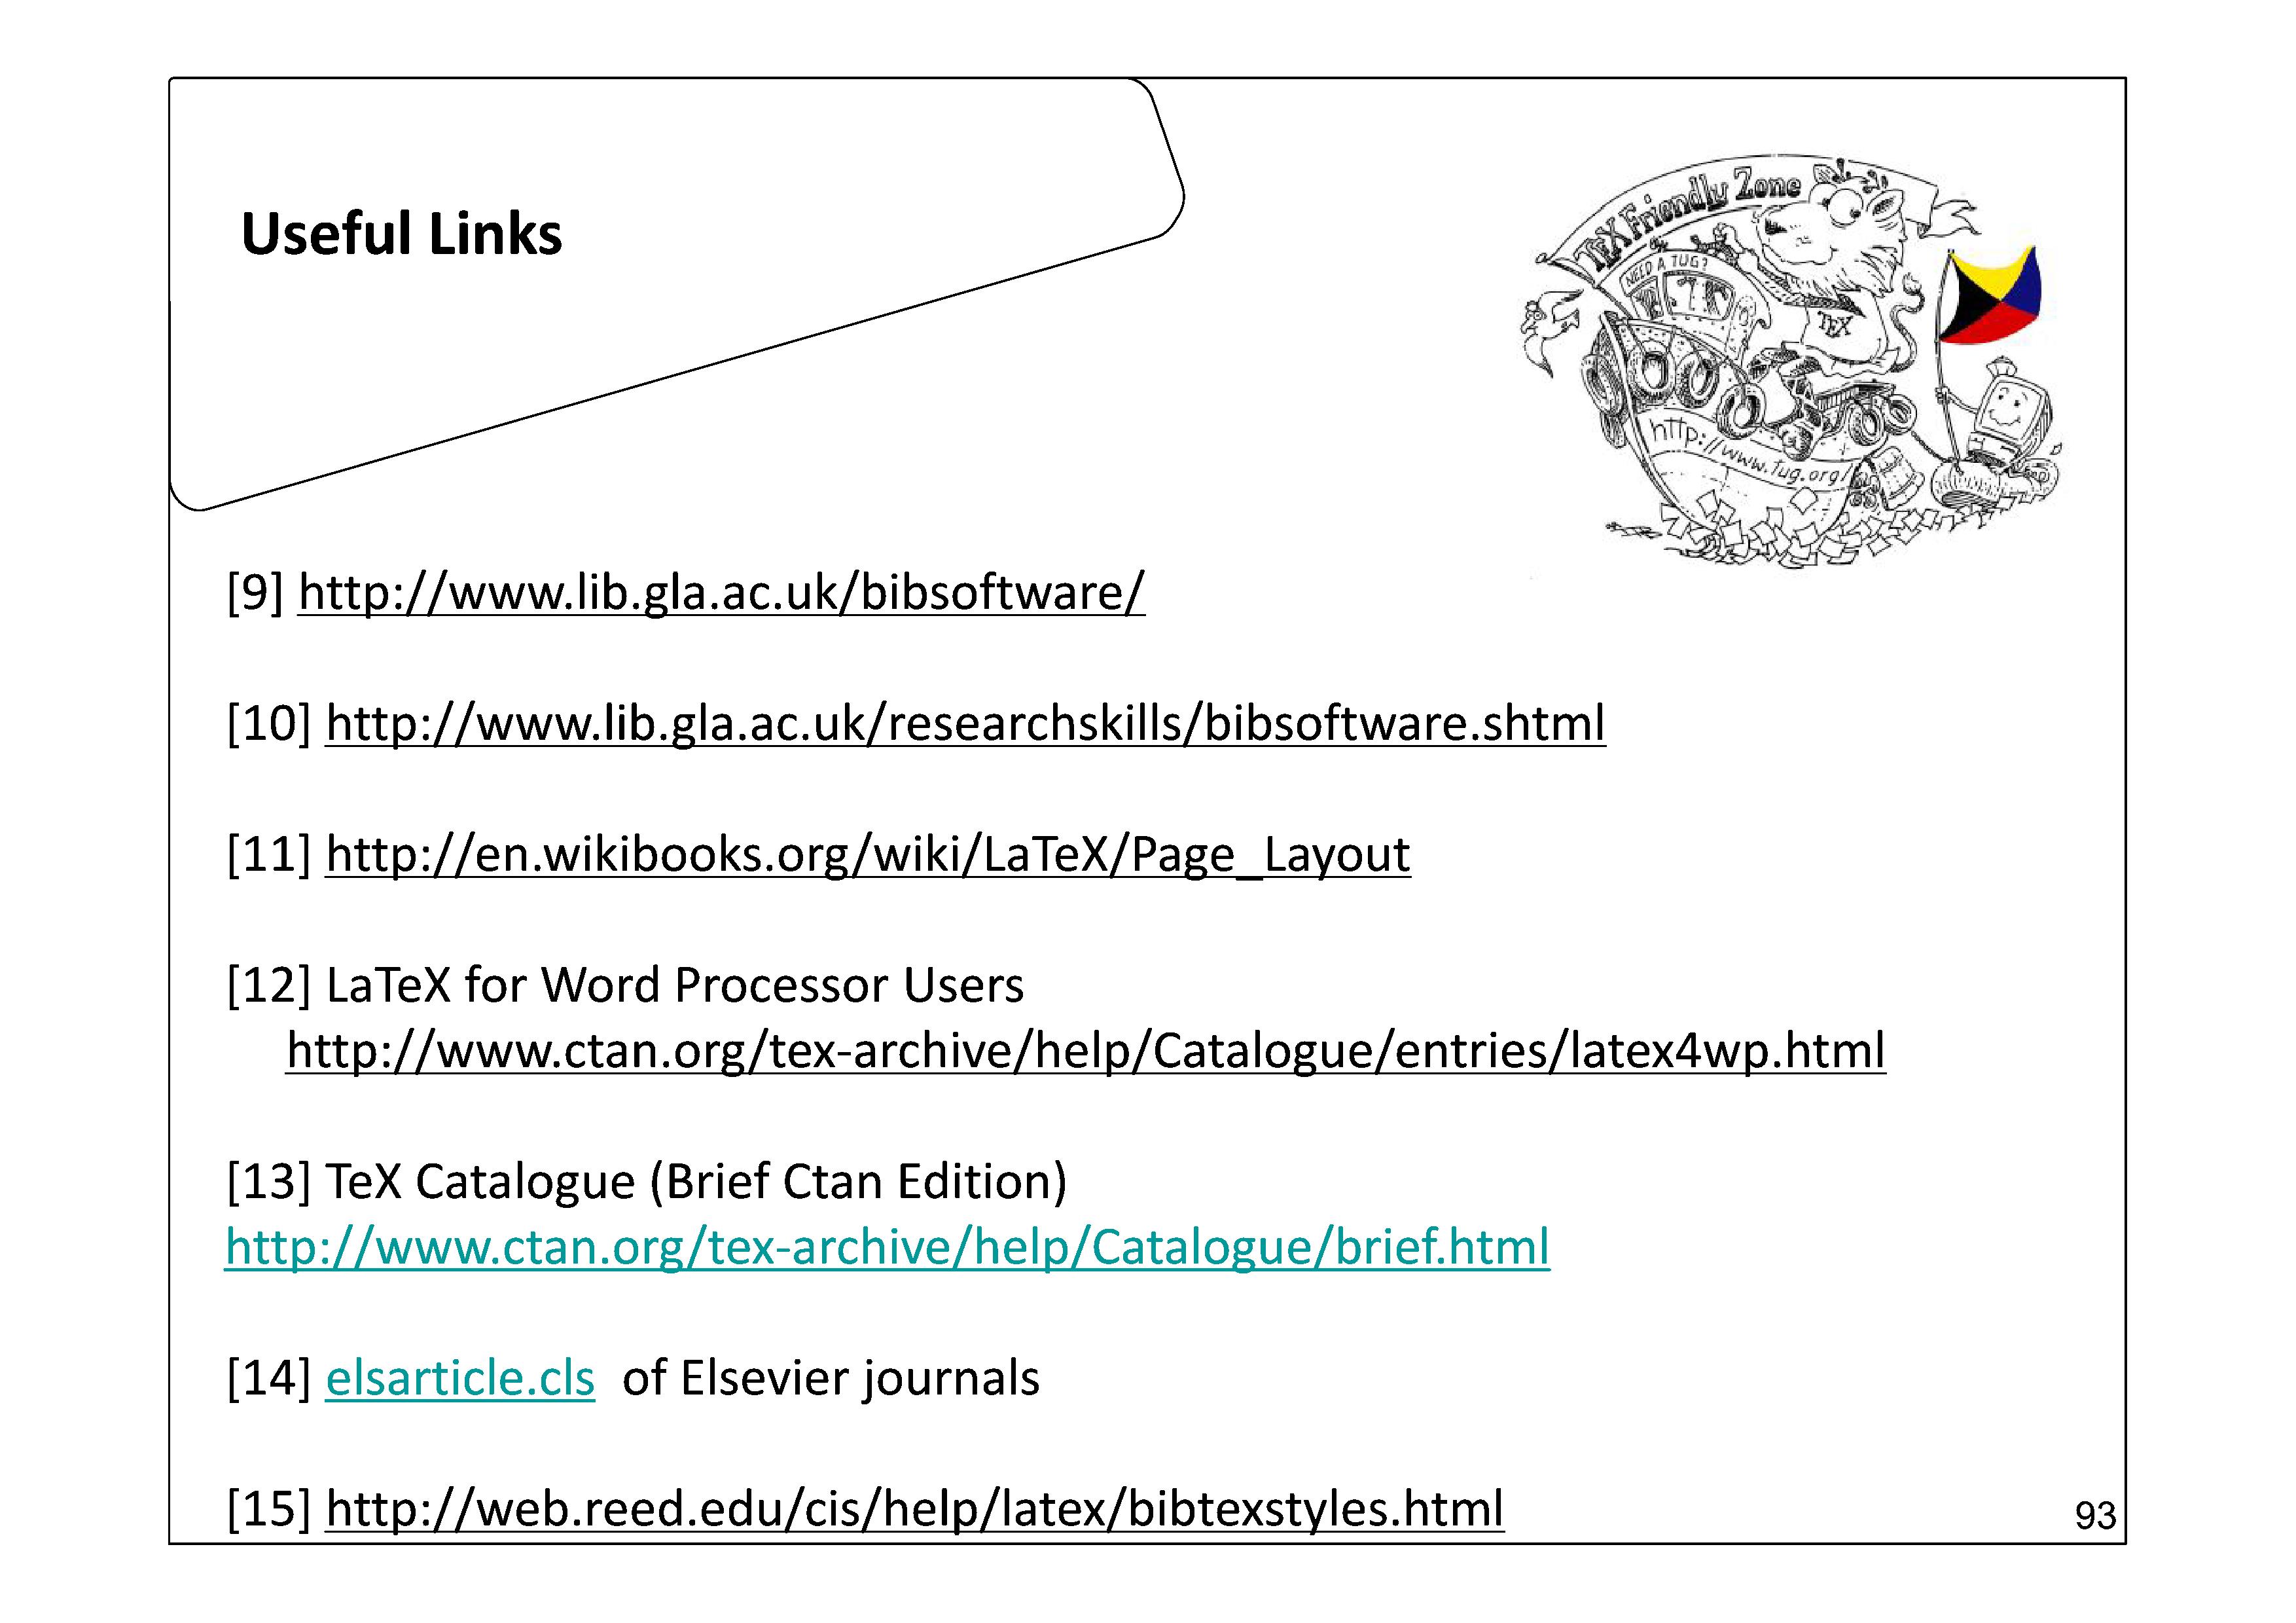 Useful Links
TEX Friendly Zone
NEED A TUG?
TEX
http://www.tug.org/
[9] http://www.lib.gla.ac.uk/bibsoftware/
[10] http://www.lib.gla.ac.uk/researchskills/bibsoftware.shtml
[11] http://en.wikibooks.org/wiki/LaTeX/Page_Layout
[12] LaTeX for Word Processor Users
http://www.ctan.org/tex-archive/help/Catalogue/entries/latex4wp.html
[13] TeX Catalogue (Brief Ctan Edition)
http://www.ctan.org/tex-archive/help/Catalogue/brief.html
[14] elsarticle.cls of Elsevier journals
[15] http://web.reed.edu/cis/help/latex/bibtexstyles.html
93